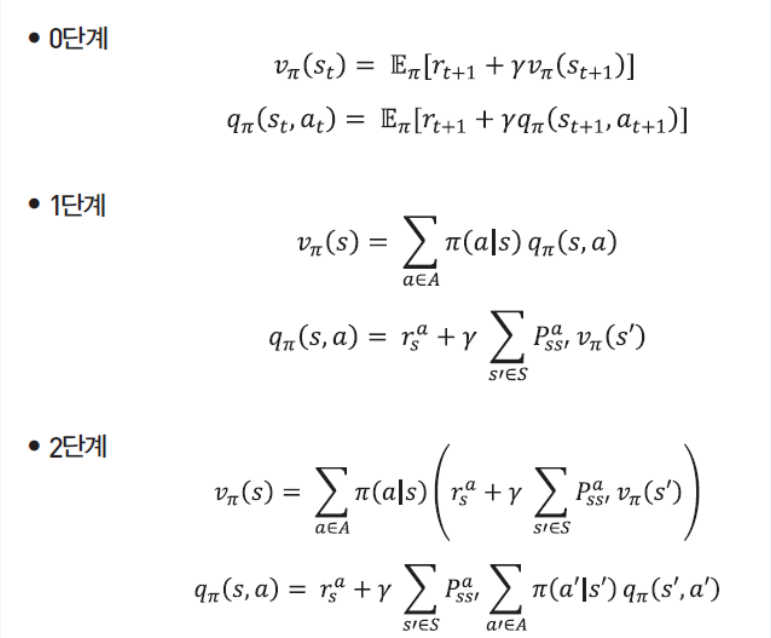 • 0단계
v_π(s_t) = 𝔼_π[r_{t+1} + γv_π(s_{t+1})]
q_π(s_t, a_t) = 𝔼_π[r_{t+1} + γq_π(s_{t+1}, a_{t+1})]
• 1단계
v_π(s) = ∑_{a∈A} π(a|s) q_π(s, a)
q_π(s, a) = r_s^a + γ ∑_{s′∈S} P_{ss′}^a v_π(s′)
• 2단계
v_π(s) = ∑_{a∈A} π(a|s) ( r_s^a + γ ∑_{s′∈S} P_{ss′}^a v_π(s′) )
q_π(s, a) = r_s^a + γ ∑_{s′∈S} P_{ss′}^a ∑_{a′∈A} π(a′|s′) q_π(s′, a′)